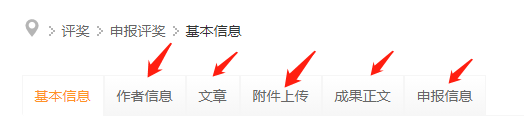 > 评奖 > 申报评奖 > 基本信息
基本信息 作者信息 文章 附件上传 成果正文 申报信息